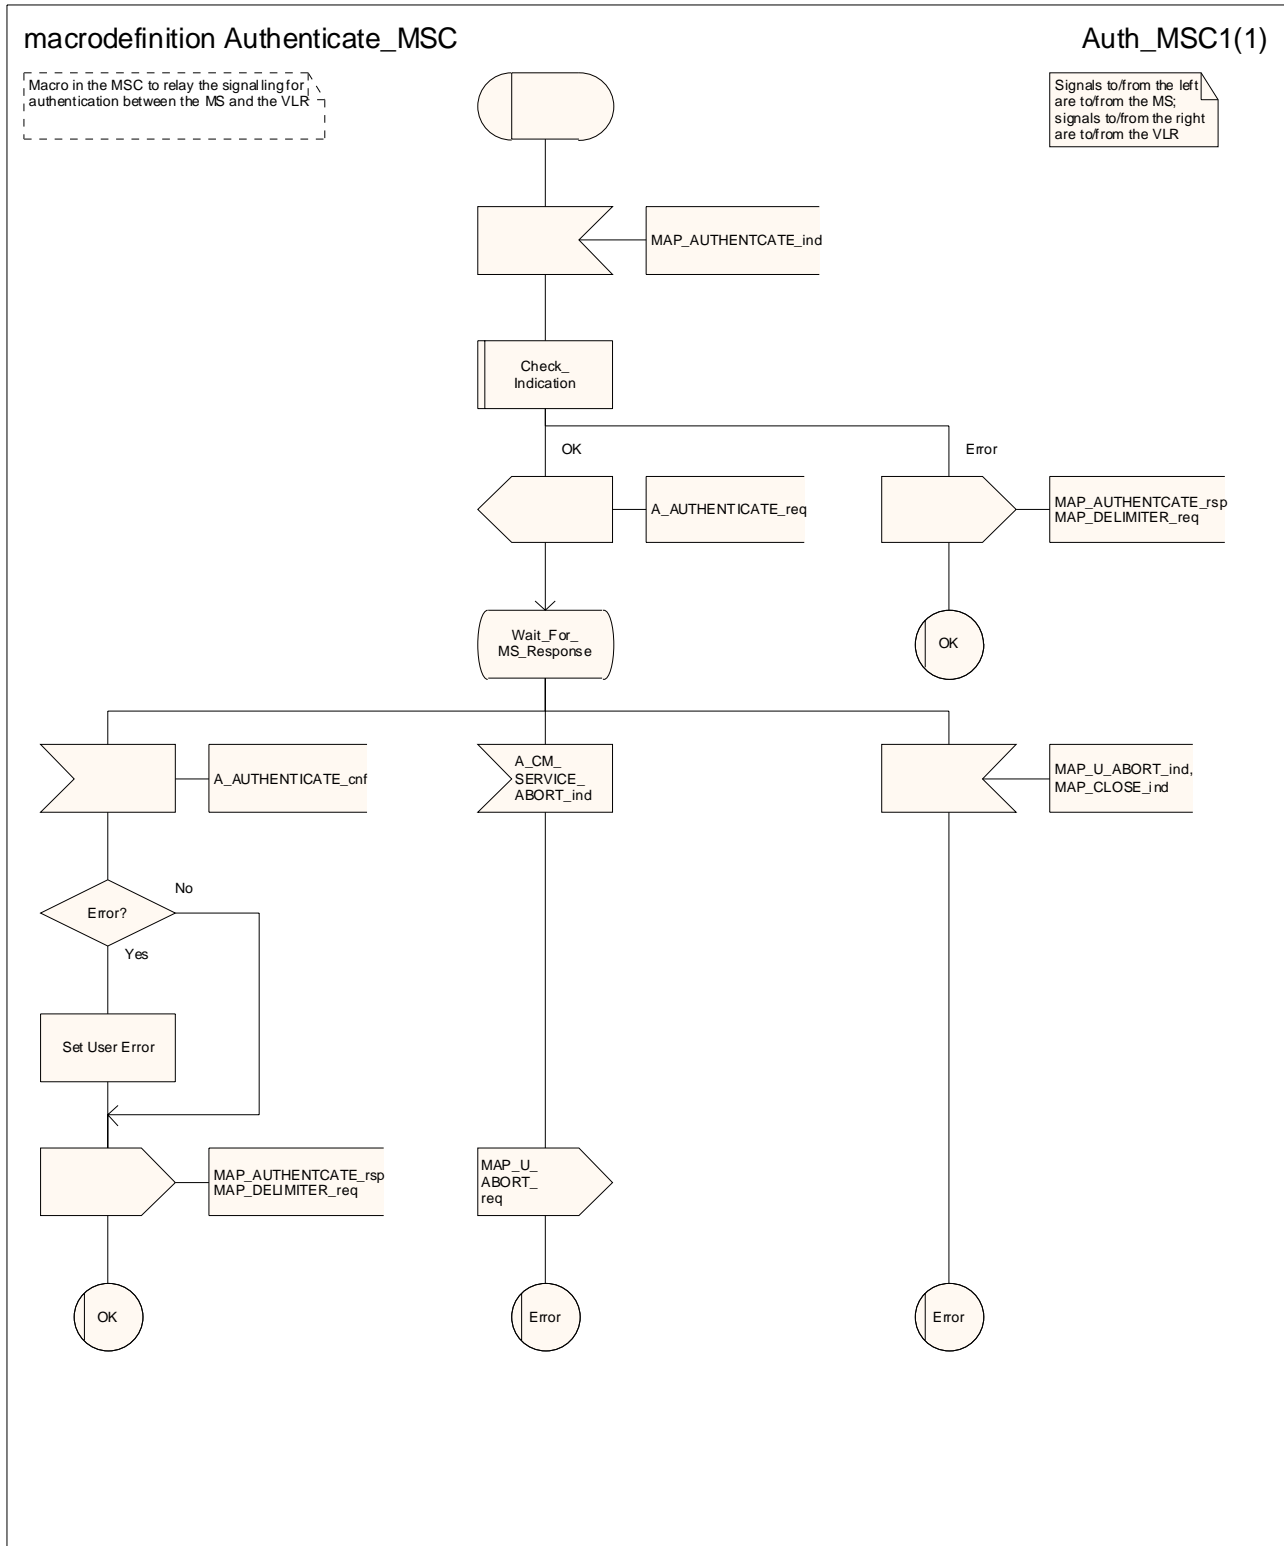 macrodefinition Authenticate_MSC
Auth_MSC1(1)
Macro in the MSC to relay the signalling for
authentication between the MS and the VLR
Signals to/from the left
are to/from the MS;
signals to/from the right
are to/from the VLR
MAP_AUTHENTCATE_ind
Check_
Indication
OK
Error
A_AUTHENTICATE_req
MAP_AUTHENTCATE_rsp
MAP_DELIMITER_req
Wait_For_
MS_Response
OK
A_AUTHENTICATE_cnf
A_CM_
SERVICE_
ABORT_ind
MAP_U_ABORT_ind,
MAP_CLOSE_ind
No
Error?
Yes
Set User Error
MAP_AUTHENTCATE_rsp
MAP_DELIMITER_req
MAP_U_
ABORT_
req
OK
Error
Error